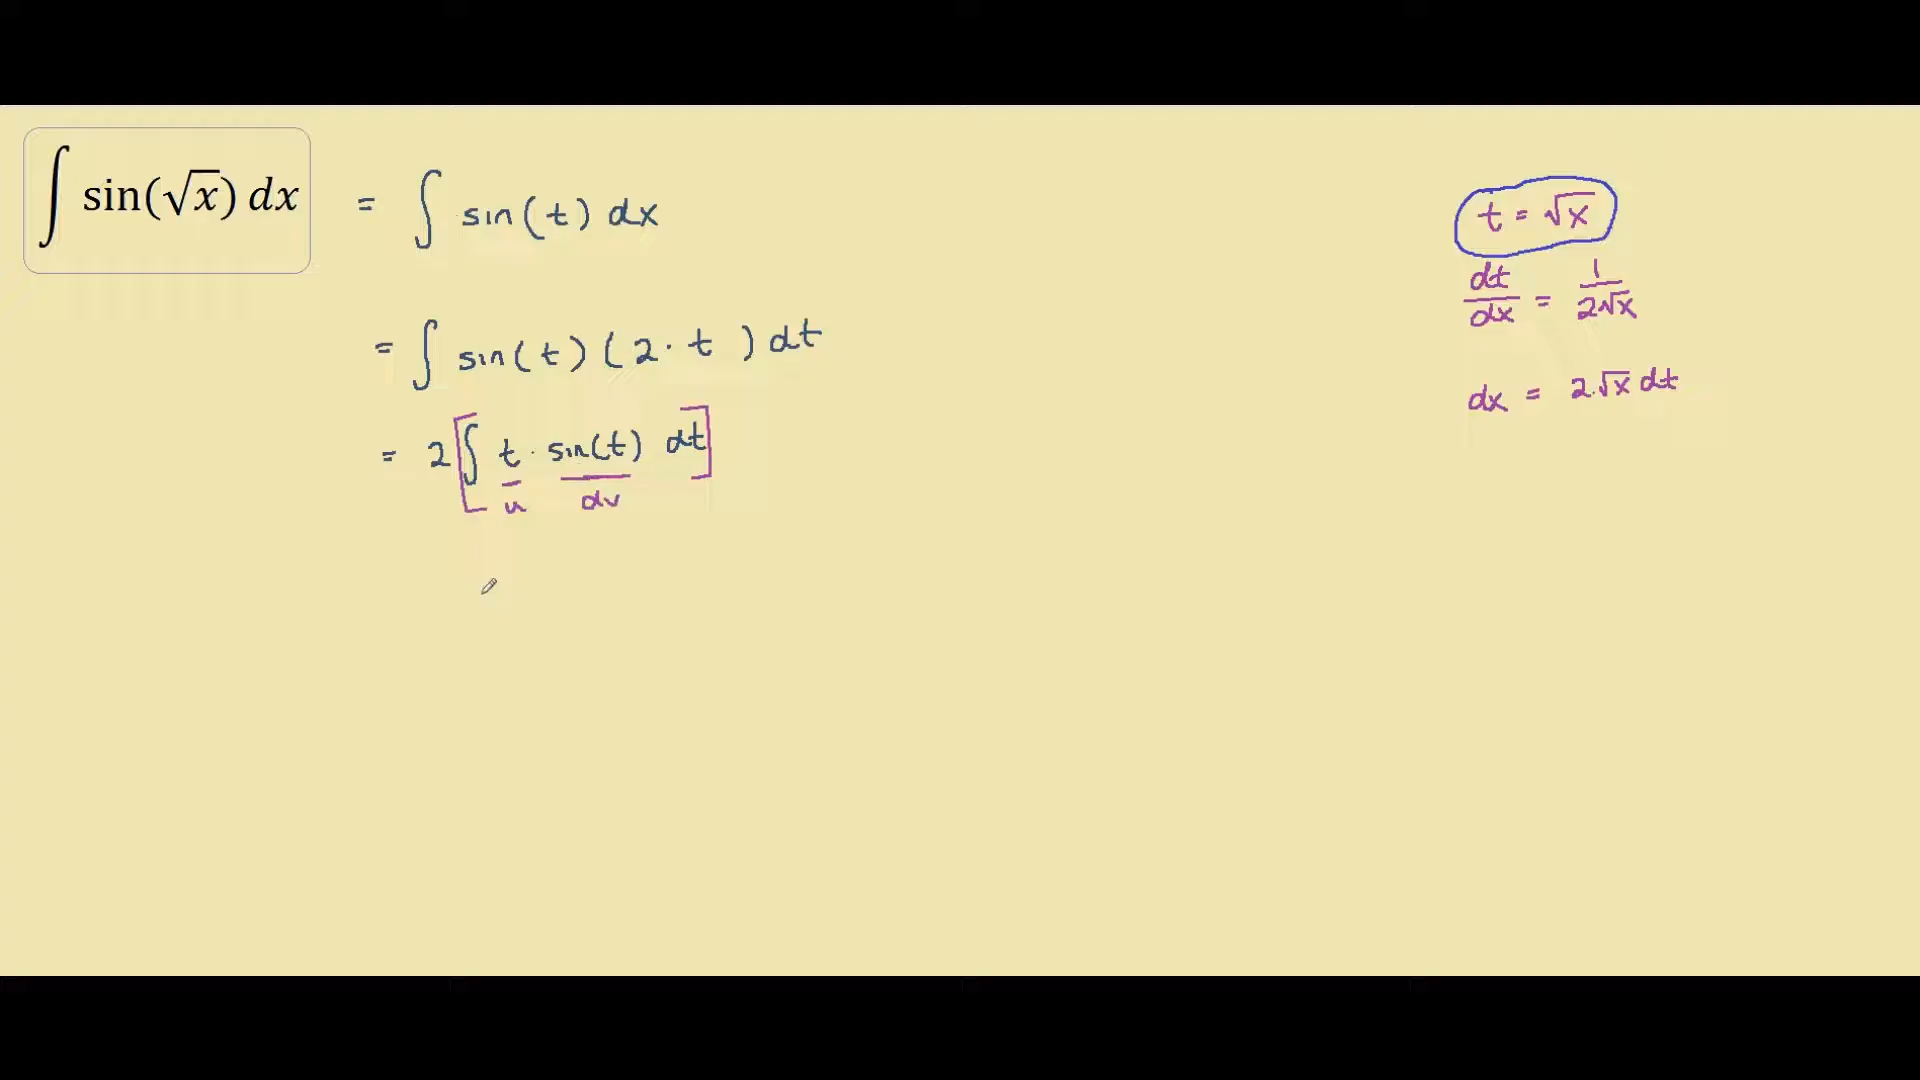 ∫ sin(√x) dx = ∫ sin(t) dx
= ∫ sin(t) (2 · t ) dt
= 2 [∫ t · sin(t) dt]
u dv
t = √x
dt/dx = 1/2√x
dx = 2.√x dt